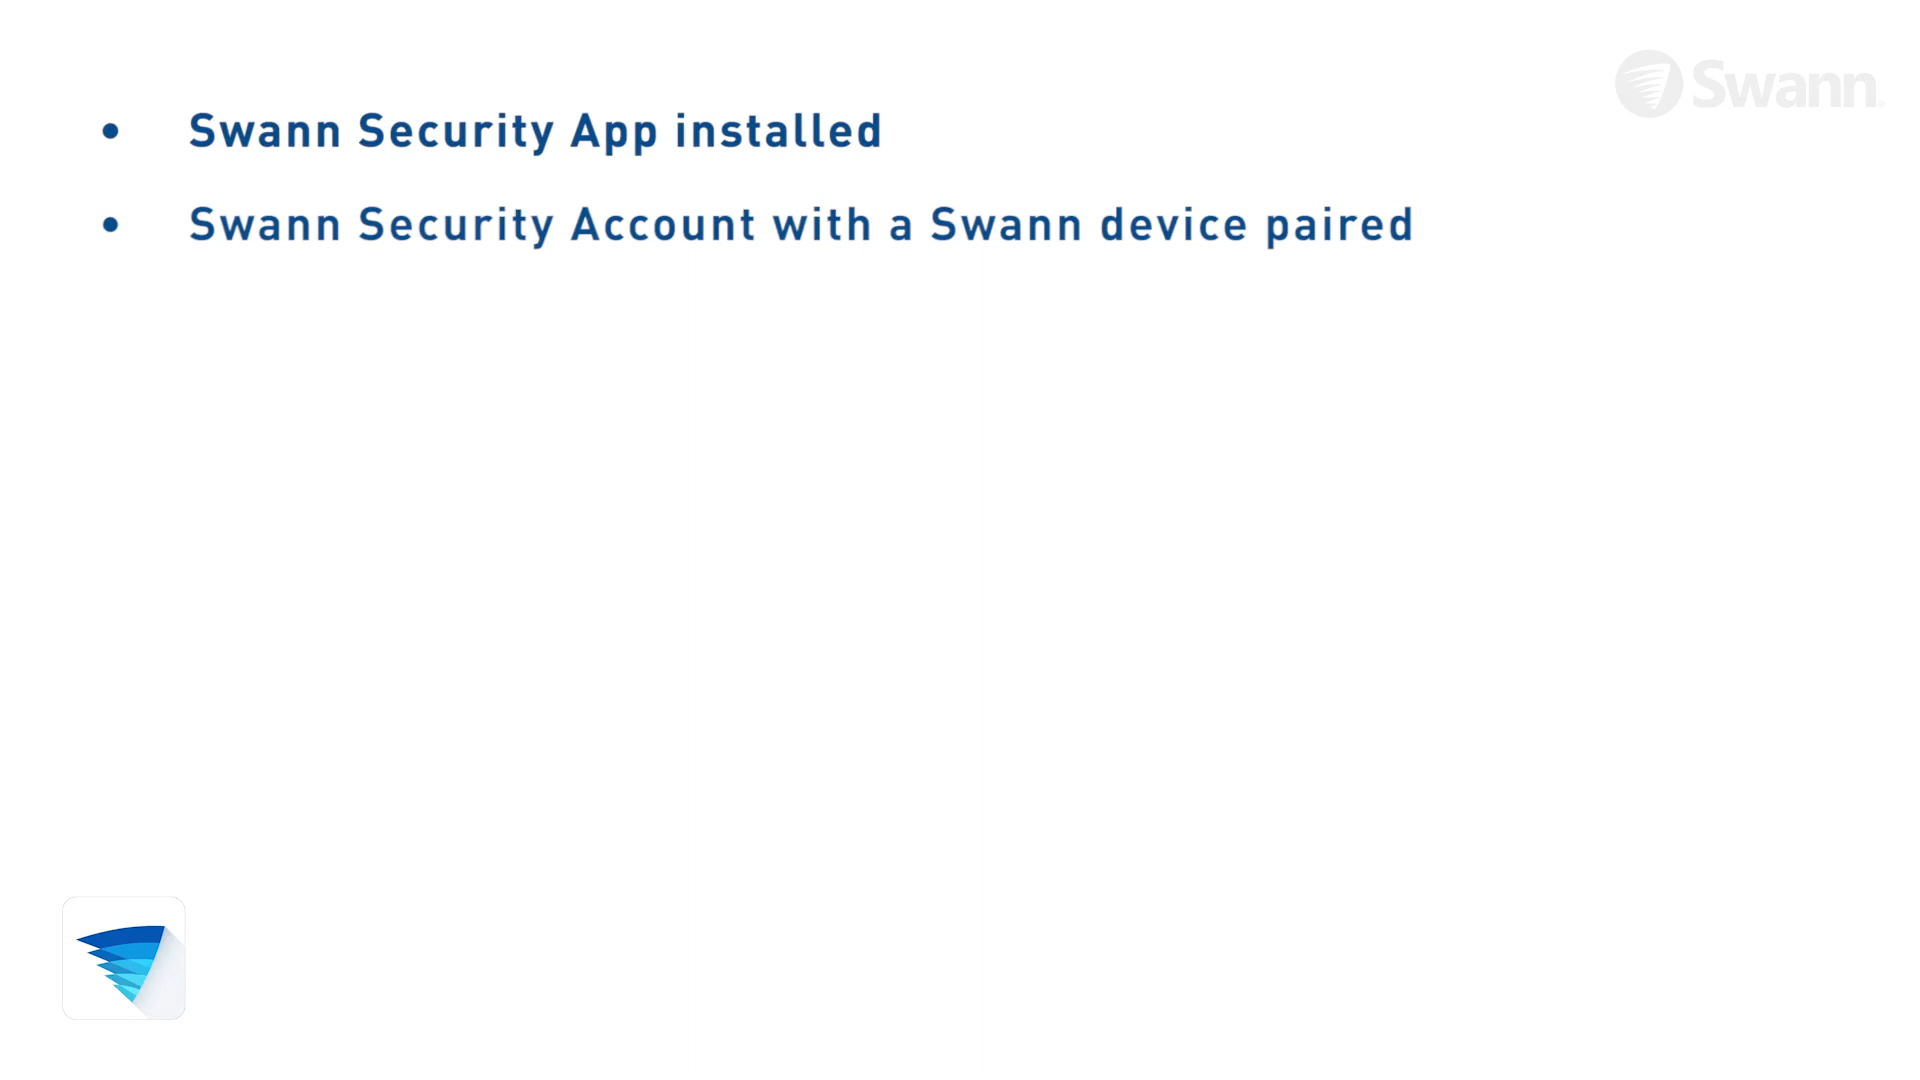 Swann
• Swann Security App installed
• Swann Security Account with a Swann device paired